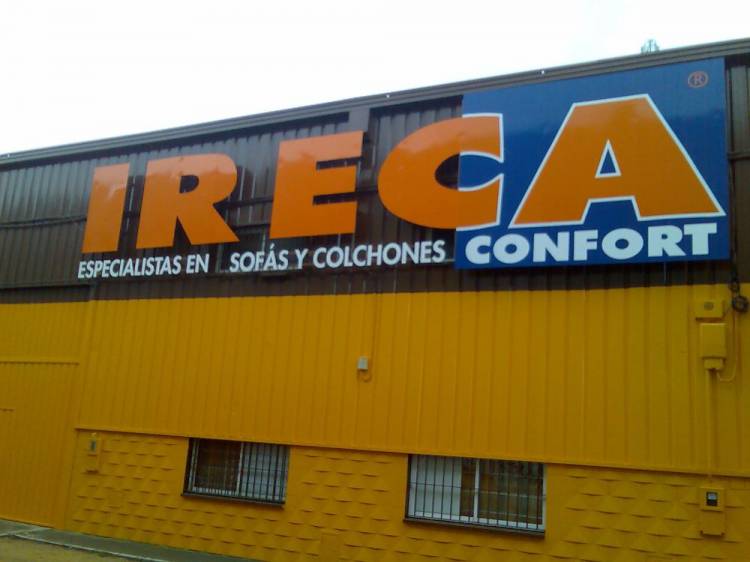 IRECA ®
ESPECIALISTAS EN SOFÁS Y COLCHONES
CONFORT